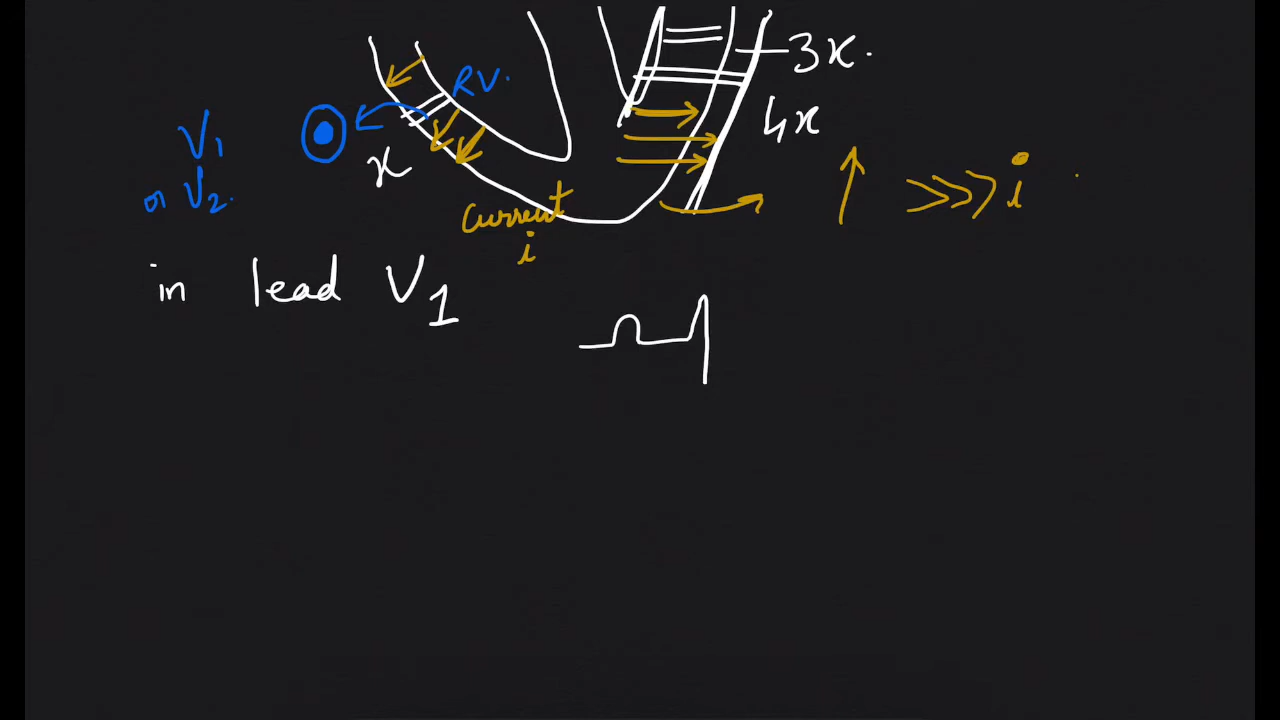 3x.
RV.
4x
V1
x
or V2.
>>> i
Current
i
in lead V1